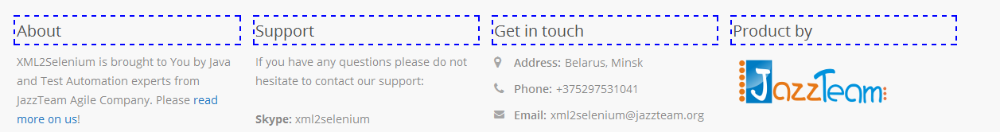 About
XML2Selenium is brought to You by Java
and Test Automation experts from
JazzTeam Agile Company. Please read
more on us!
Support
If you have any questions please do not
hesitate to contact our support:
Skype: xml2selenium
Get in touch
Address: Belarus, Minsk
Phone: +375297531041
Email: xml2selenium@jazzteam.org
Product by
JazzTeam